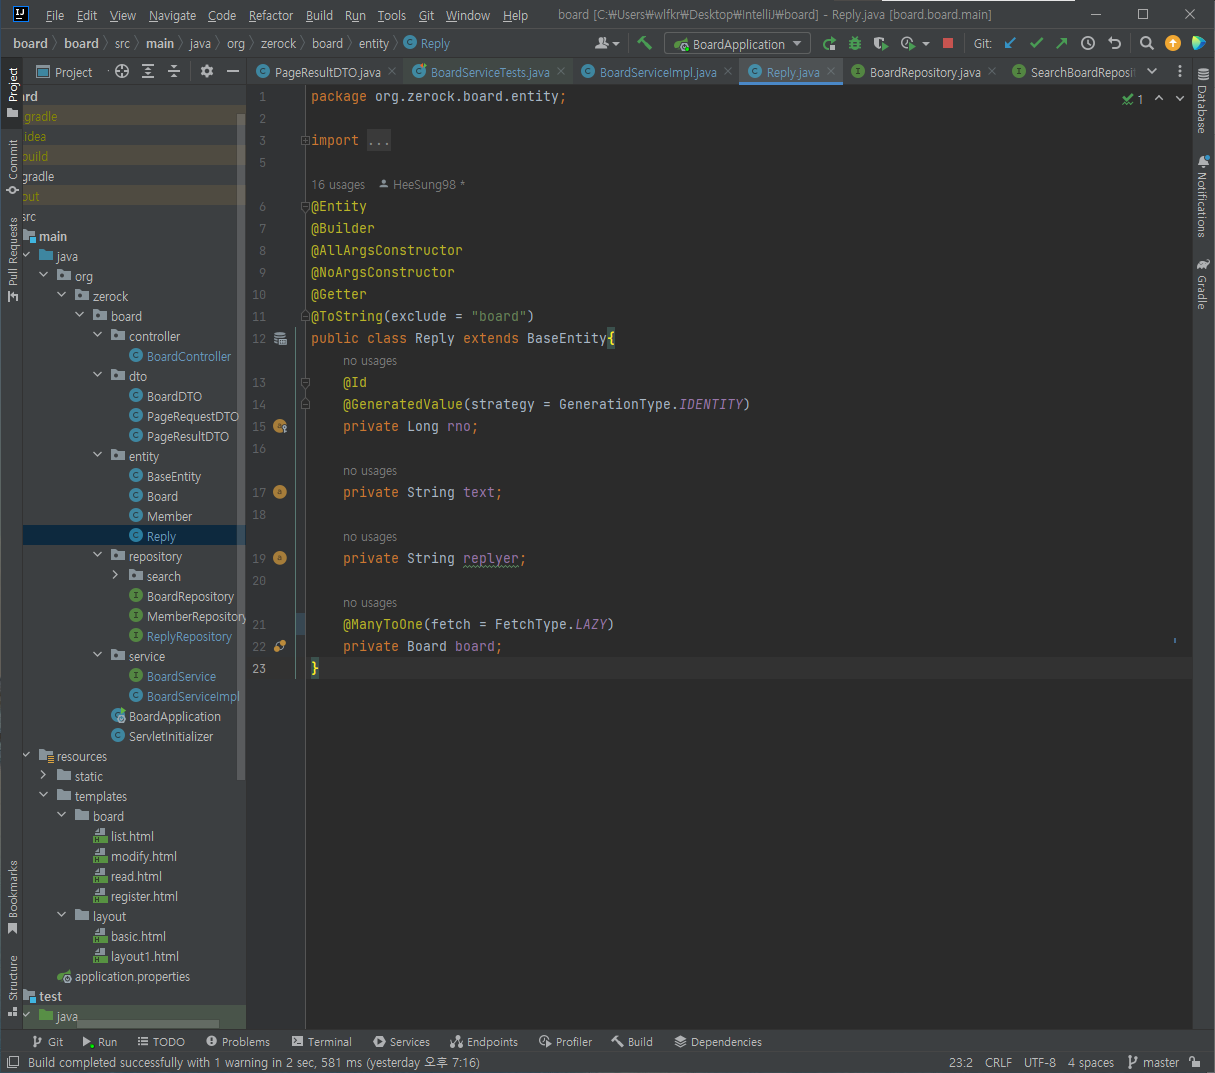 File Edit View Navigate Code Refactor Build Run Tools Git Window Help board [C:₩Users₩wlfkr₩Desktop₩IntelliJ₩board] - Reply.java [board.board.main]
board board src main java org zerock board entity Reply BoardApplication Git:
Project PageResultDTO.java BoardServiceTests.java BoardServiceImpl.java Reply.java BoardRepository.java SearchBoardReposit
Project
Commit
Pull Requests
Bookmarks
Structure
rd
gradle
idea
build
gradle
out
src
main
java
org
zerock
board
controller
BoardController
dto
BoardDTO
PageRequestDTO
PageResultDTO
entity
BaseEntity
Board
Member
Reply
repository
search
BoardRepository
MemberRepository
ReplyRepository
service
BoardService
BoardServiceImpl
BoardApplication
ServletInitializer
resources
static
templates
board
list.html
modify.html
read.html
register.html
layout
basic.html
layout1.html
application.properties
test
java
1 package org.zerock.board.entity;
2
3 import ...
5
16 usages HeeSung98 *
6 @Entity
7 @Builder
8 @AllArgsConstructor
9 @NoArgsConstructor
10 @Getter
11 @ToString(exclude = "board")
12 public class Reply extends BaseEntity{
no usages
13 @Id
14 @GeneratedValue(strategy = GenerationType.IDENTITY)
15 private Long rno;
16
no usages
17 private String text;
18
no usages
19 private String replyer;
20
no usages
21 @ManyToOne(fetch = FetchType.LAZY)
22 private Board board;
23 }
1
Database
Notifications
Gradle
Git Run TODO Problems Terminal Services Endpoints Profiler Build Dependencies
Build completed successfully with 1 warning in 2 sec, 581 ms (yesterday 오후 7:16) 23:2 CRLF UTF-8 4 spaces master